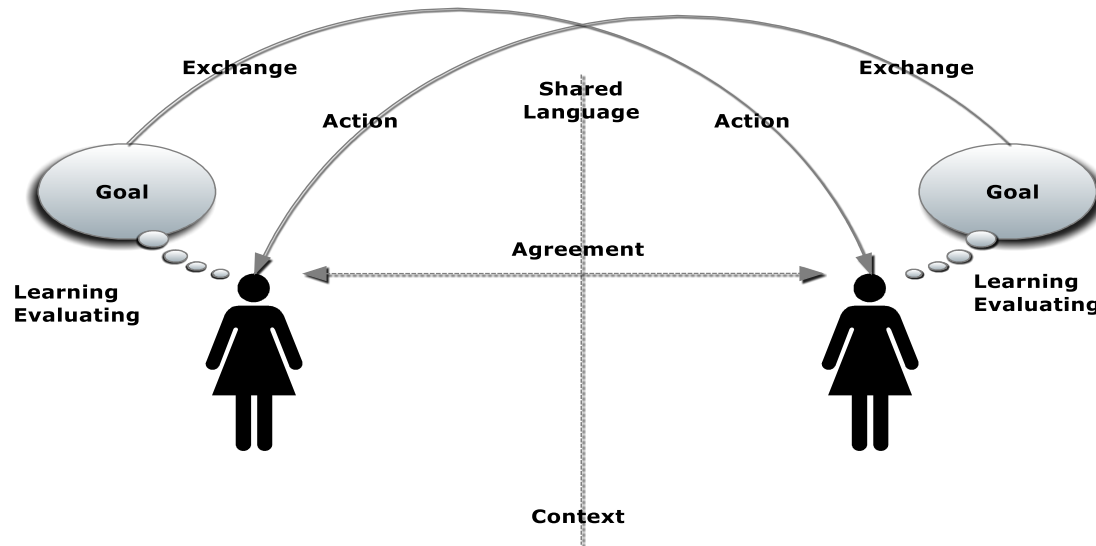 Exchange
Exchange
Shared
Language
Action
Action
Goal
Goal
Agreement
Learning
Evaluating
Learning
Evaluating
Context